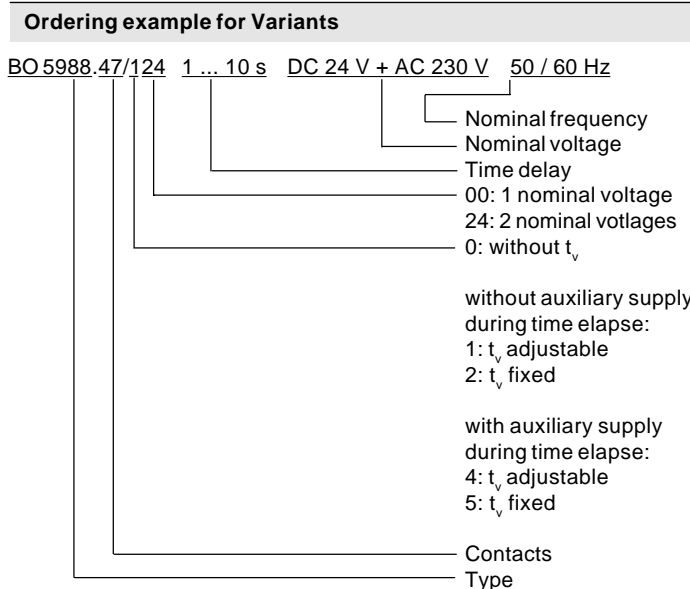 Ordering example for Variants
BO 5988.47/124 1 ... 10 s DC 24 V + AC 230 V 50 / 60 Hz
Nominal frequency
Nominal voltage
Time delay
00: 1 nominal voltage
24: 2 nominal votlages
0: without tv
without auxiliary supply
during time elapse:
1: tv adjustable
2: tv fixed
with auxiliary supply
during time elapse:
4: tv adjustable
5: tv fixed
Contacts
Type